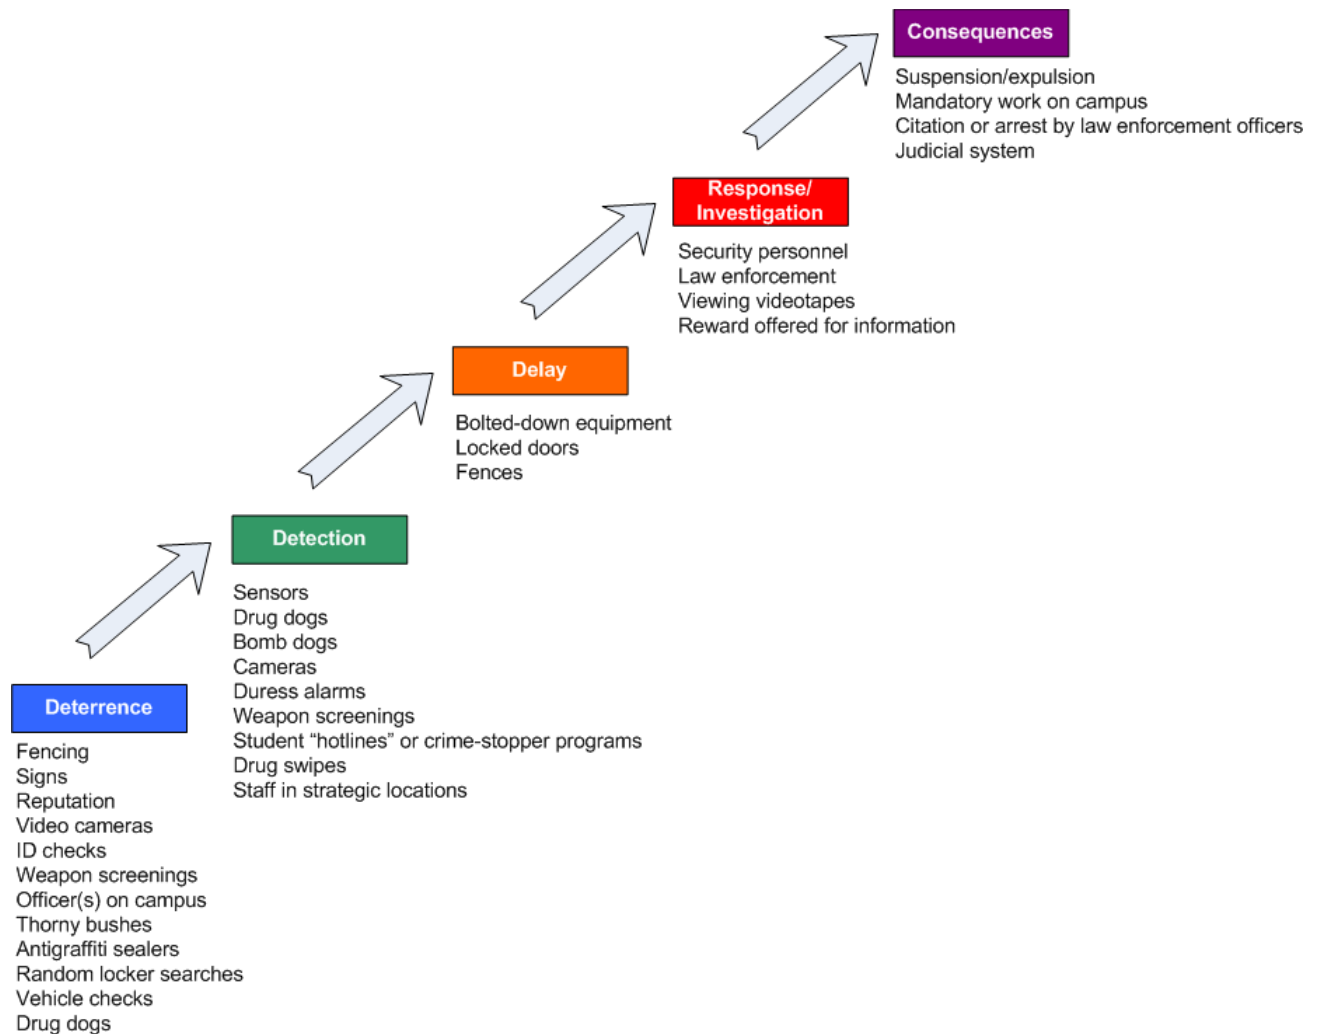 Consequences
Suspension/expulsion
Mandatory work on campus
Citation or arrest by law enforcement officers
Judicial system
Response/
Investigation
Security personnel
Law enforcement
Viewing videotapes
Reward offered for information
Delay
Bolted-down equipment
Locked doors
Fences
Detection
Sensors
Drug dogs
Bomb dogs
Cameras
Duress alarms
Weapon screenings
Student “hotlines” or crime-stopper programs
Drug swipes
Staff in strategic locations
Deterrence
Fencing
Signs
Reputation
Video cameras
ID checks
Weapon screenings
Officer(s) on campus
Thorny bushes
Antigraffiti sealers
Random locker searches
Vehicle checks
Drug dogs